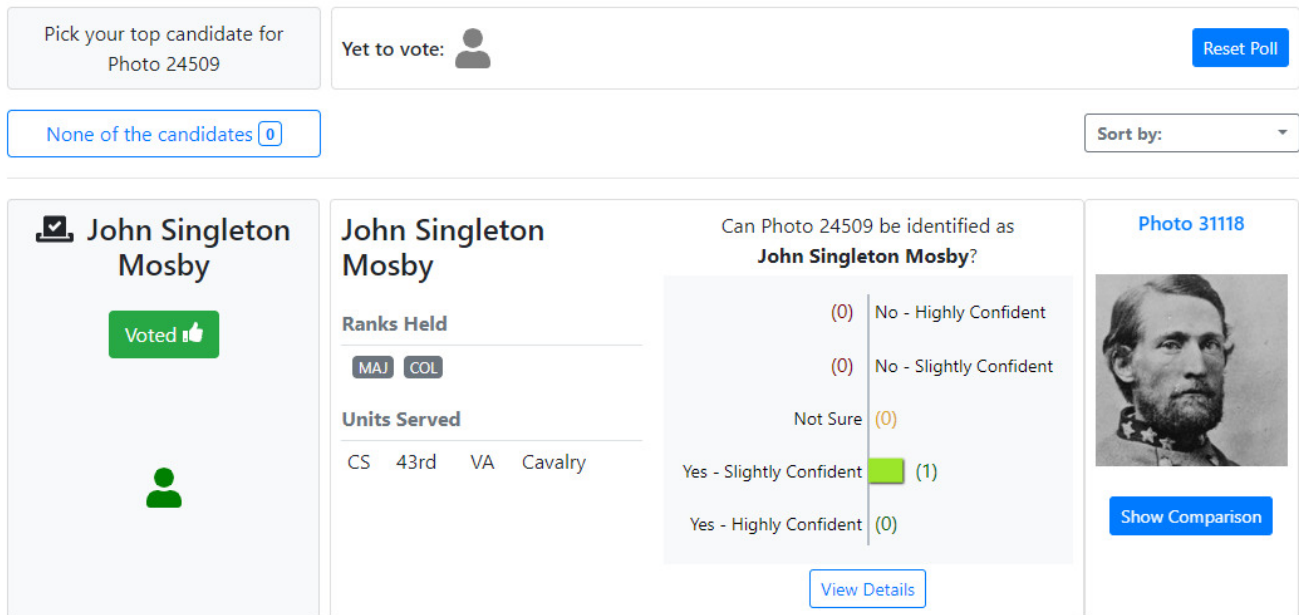 Pick your top candidate for
Photo 24509
Yet to vote:
Reset Poll
None of the candidates 0
Sort by:
John Singleton
Mosby
Voted
John Singleton
Mosby
Ranks Held
MAJ COL
Units Served
CS 43rd VA Cavalry
Can Photo 24509 be identified as
John Singleton Mosby?
(0) No - Highly Confident
(0) No - Slightly Confident
Not Sure (0)
Yes - Slightly Confident (1)
Yes - Highly Confident (0)
View Details
Photo 31118
Show Comparison